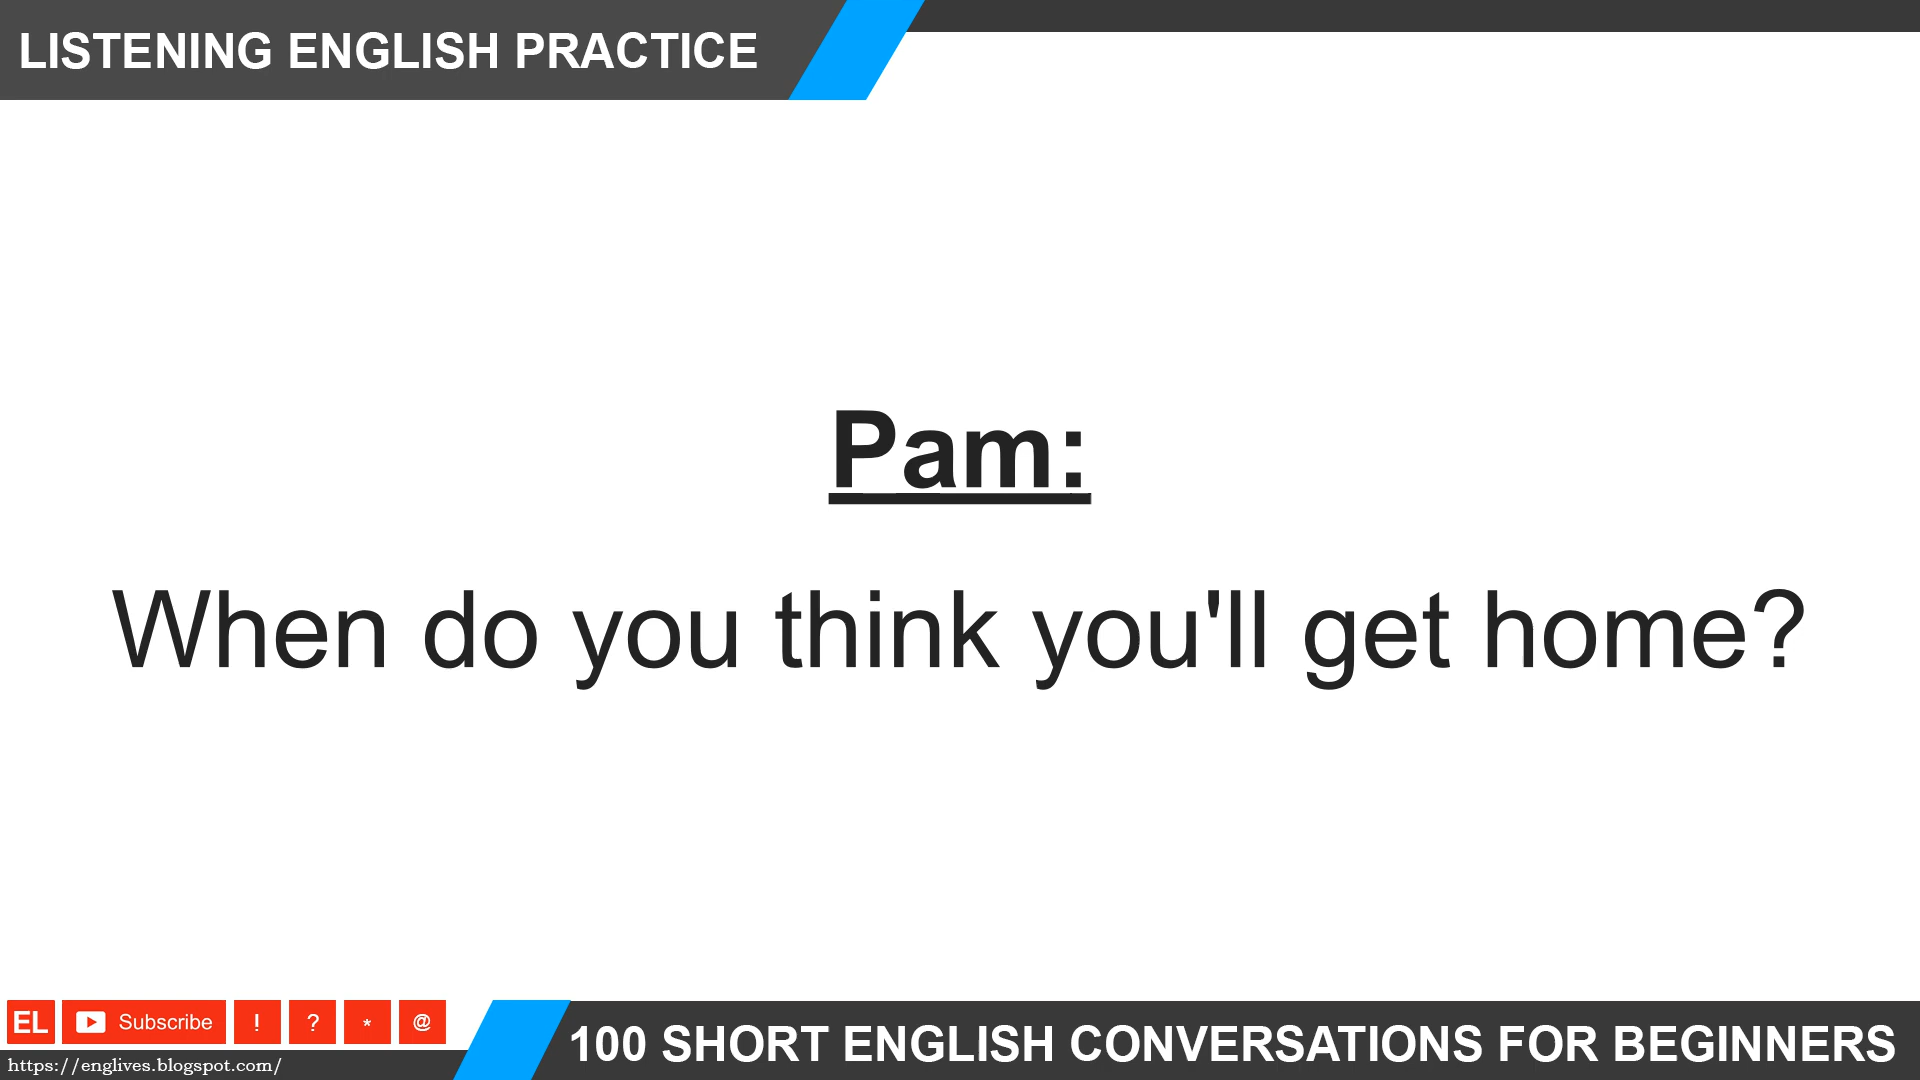 LISTENING ENGLISH PRACTICE
Pam:
When do you think you'll get home?
EL Subscribe ! ? * @
https://englives.blogspot.com/
100 SHORT ENGLISH CONVERSATIONS FOR BEGINNERS